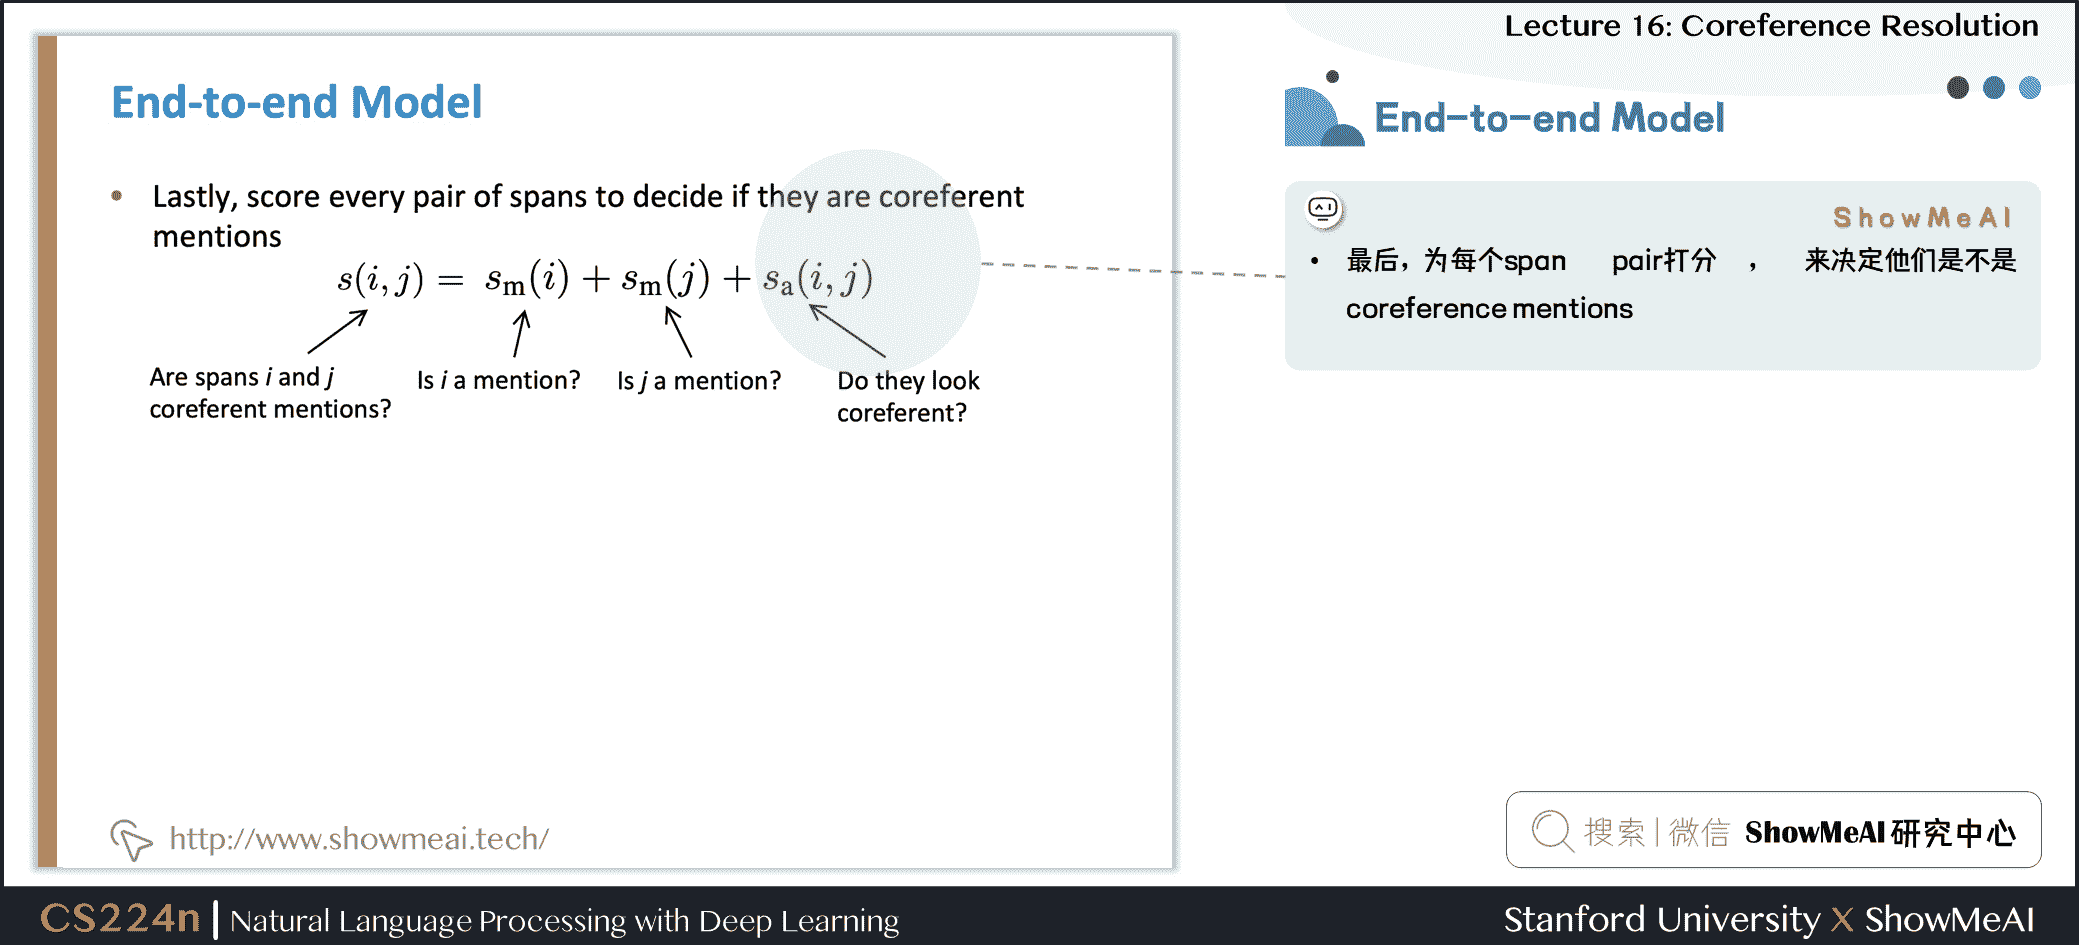 Lecture 16: Coreference Resolution
End-to-end Model
• Lastly, score every pair of spans to decide if they are coreferent
mentions
s(i, j) = s_m(i) + s_m(j) + s_a(i, j)
Are spans i and j
coreferent mentions?
Is i a mention?
Is j a mention?
Do they look
coreferent?
http://www.showmeai.tech/
End-to-end Model
ShowMeAI
• 最后，为每个span pair打分 ， 来决定他们是不是
coreference mentions
搜索|微信 ShowMeAI研究中心
CS224n | Natural Language Processing with Deep Learning
Stanford University X ShowMeAI